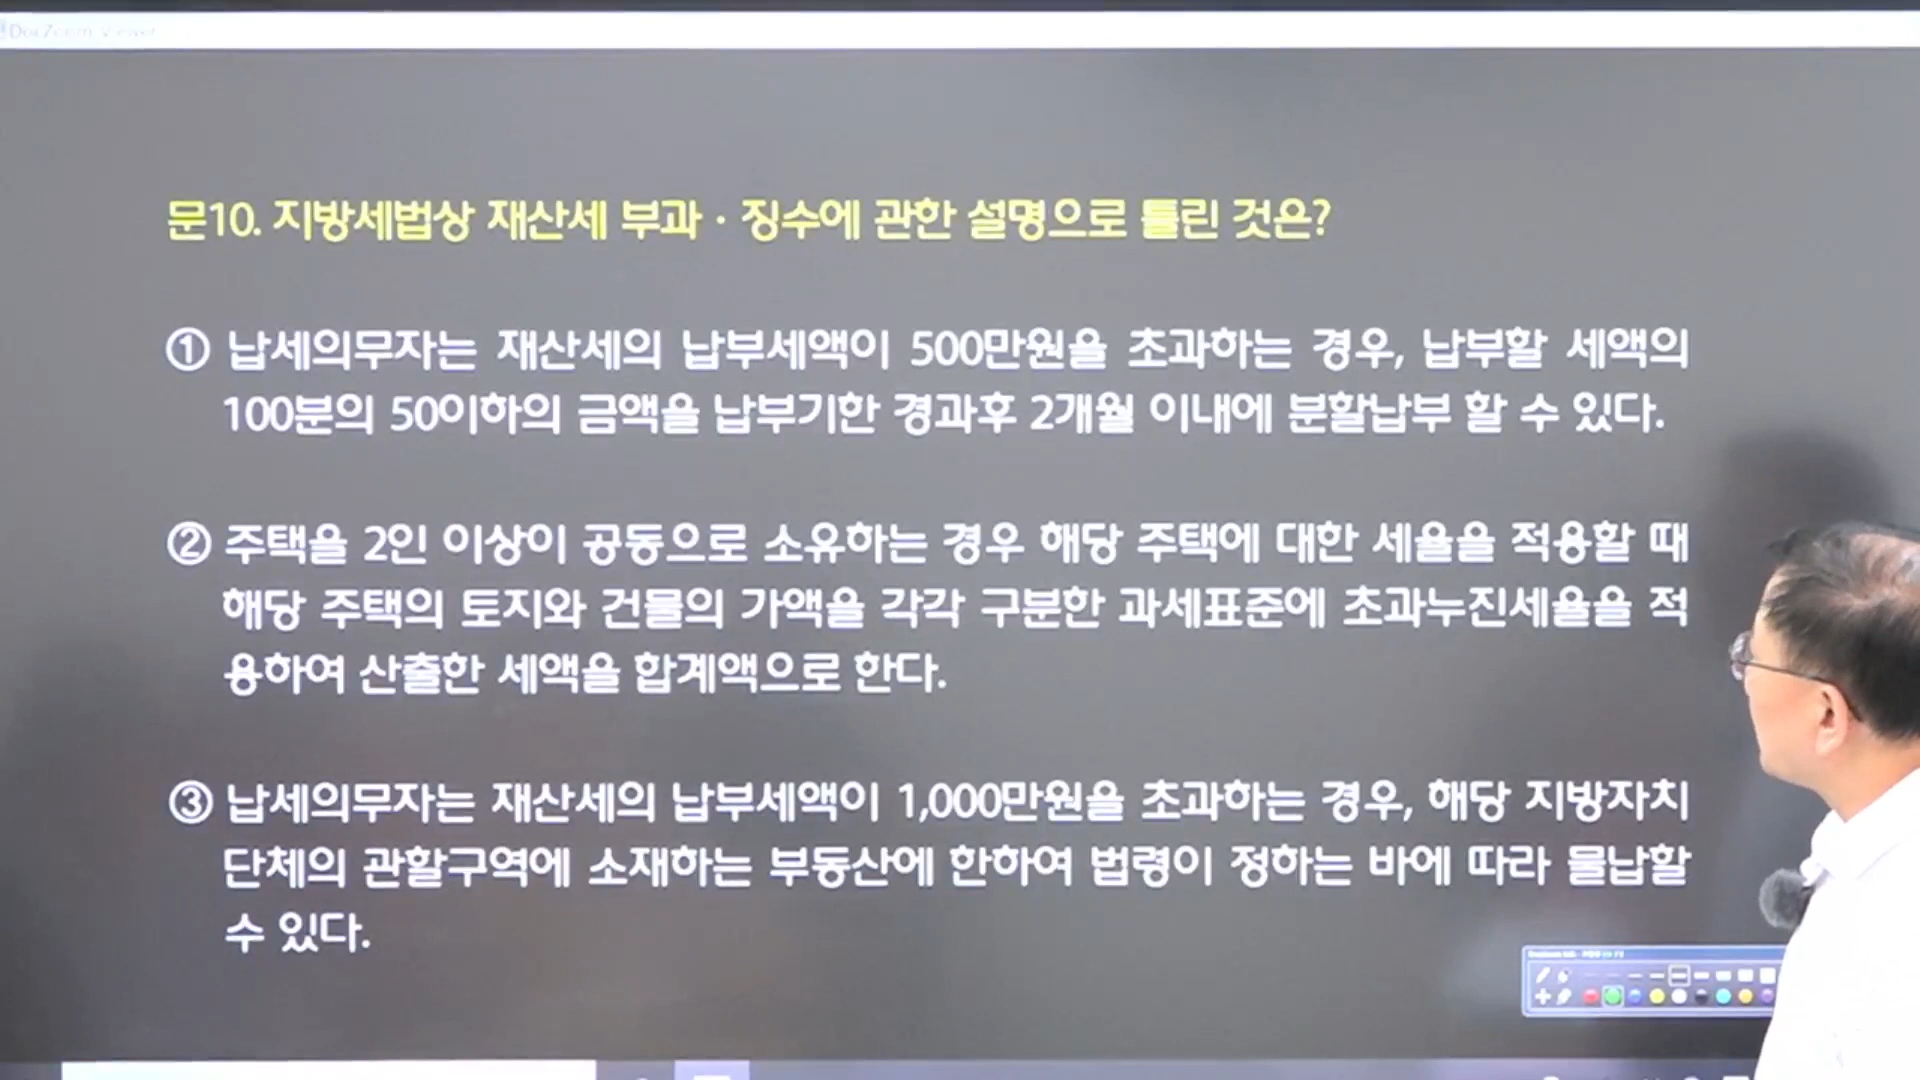 DocZoom Viewer
문10. 지방세법상 재산세 부과 · 징수에 관한 설명으로 틀린 것은?
① 납세의무자는 재산세의 납부세액이 500만원을 초과하는 경우, 납부할 세액의
100분의 50이하의 금액을 납부기한 경과후 2개월 이내에 분할납부 할 수 있다.
② 주택을 2인 이상이 공동으로 소유하는 경우 해당 주택에 대한 세율을 적용할 때
해당 주택의 토지와 건물의 가액을 각각 구분한 과세표준에 초과누진세율을 적
용하여 산출한 세액을 합계액으로 한다.
③ 납세의무자는 재산세의 납부세액이 1,000만원을 초과하는 경우, 해당 지방자치
단체의 관할구역에 소재하는 부동산에 한하여 법령이 정하는 바에 따라 물납할
수 있다.